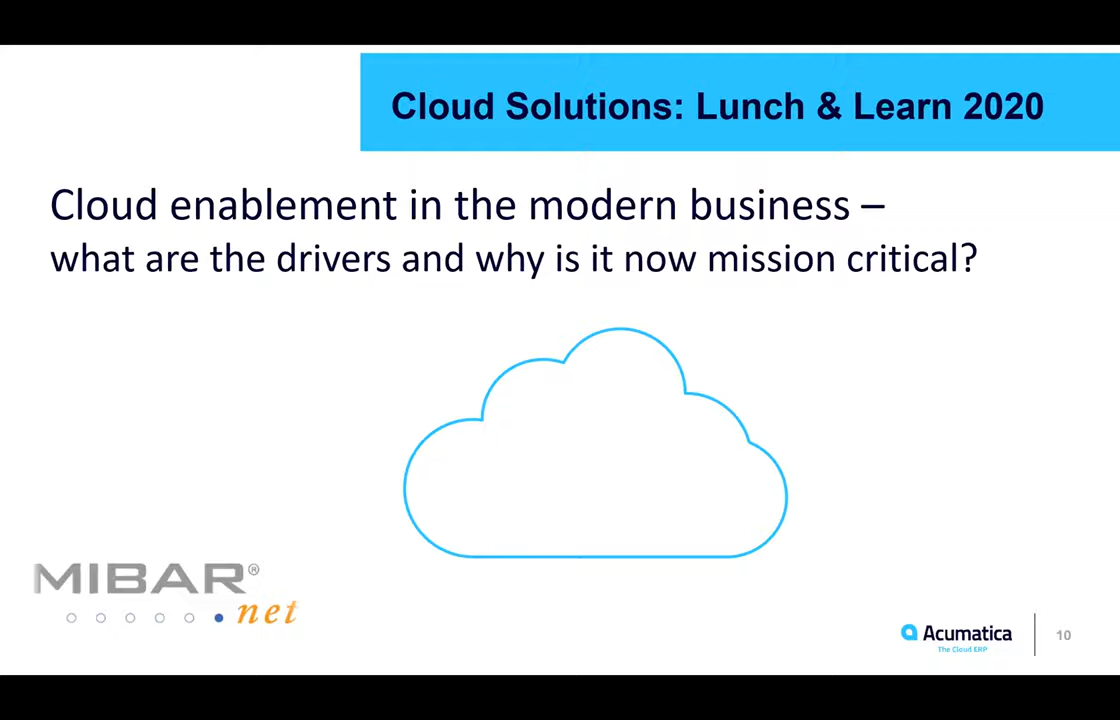 Cloud Solutions: Lunch & Learn 2020
Cloud enablement in the modern business –
what are the drivers and why is it now mission critical?
MIBAR®
net
Acumatica
The Cloud ERP
10